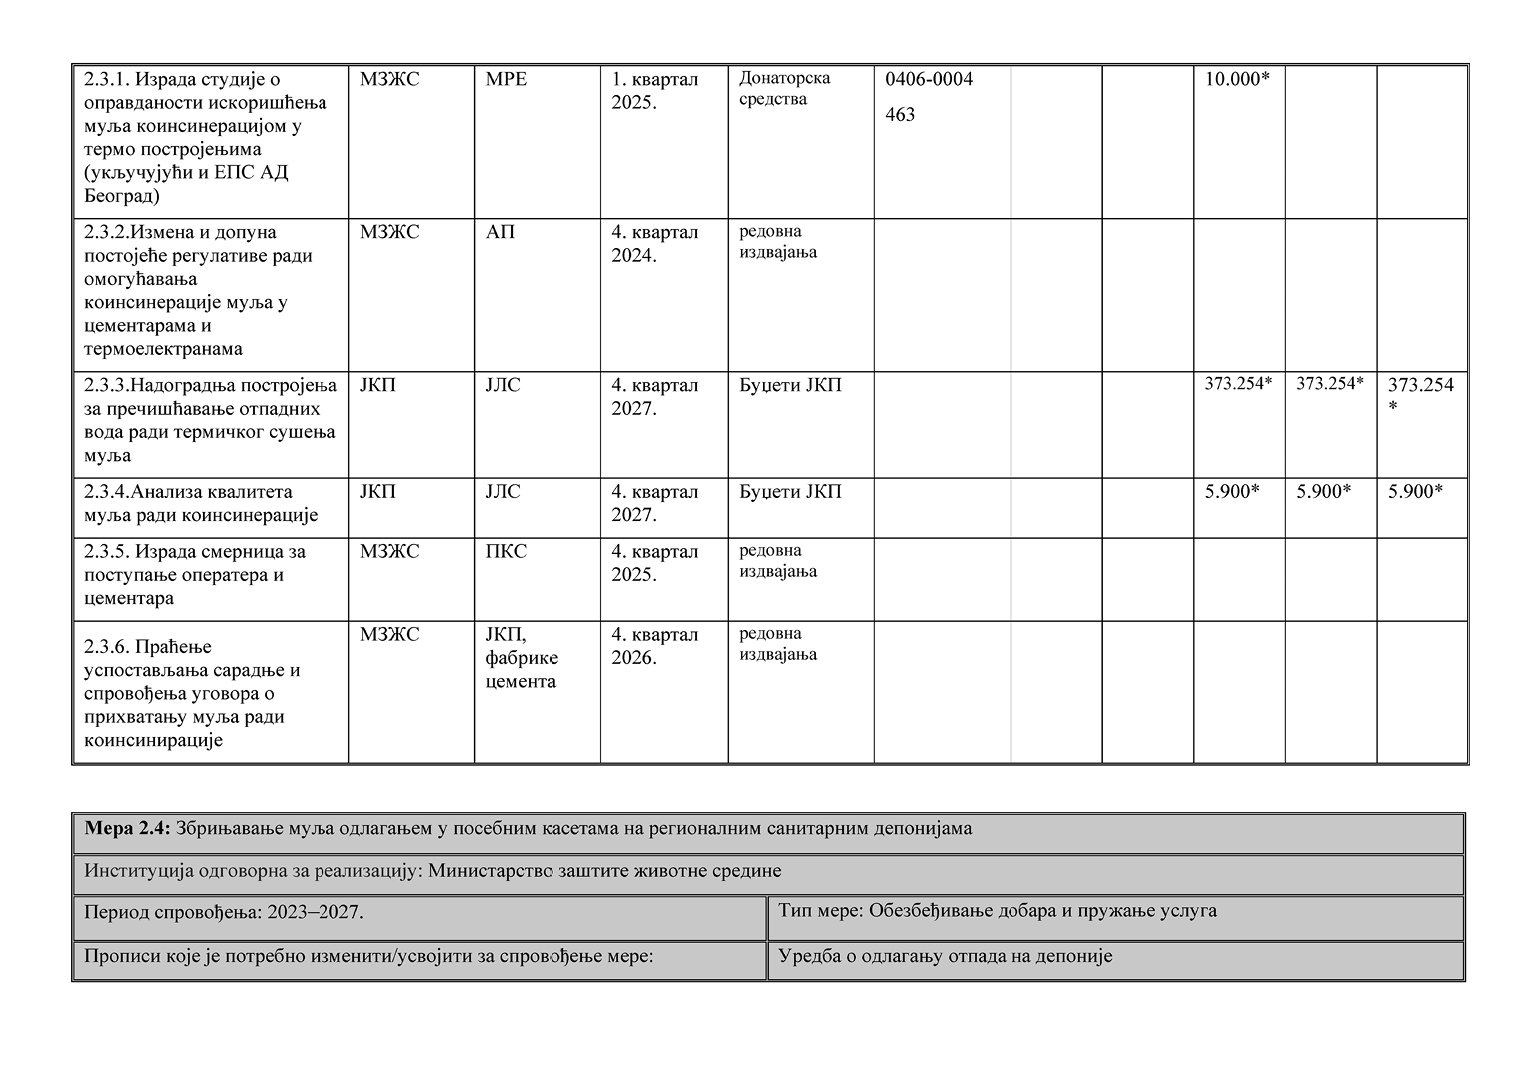 2.3.1. Израда студије о
оправданости искоришћења
муља коинсинерацијом у
термо постројењима
(укључујући и ЕПС АД
Београд)
МЗЖС
МРЕ
1. квартал
2025.
Донаторска
средства
0406-0004
463
10.000*
2.3.2.Измена и допуна
постојеће регулативе ради
омогућавања
коинсинерације муља у
цементарама и
термоелектранама
МЗЖС
АП
4. квартал
2024.
редовна
издвајања
2.3.3.Надоградња постројења
за пречишћавање отпадних
вода ради термичког сушења
муља
ЈКП
ЈЛС
4. квартал
2027.
Буџети ЈКП
373.254*
373.254*
373.254
*
2.3.4.Анализа квалитета
муља ради коинсинерације
ЈКП
ЈЛС
4. квартал
2027.
Буџети ЈКП
5.900*
5.900*
5.900*
2.3.5. Израда смерница за
поступање оператера и
цементара
МЗЖС
ПКС
4. квартал
2025.
редовна
издвајања
2.3.6. Праћење
успостављања сарадње и
спровођења уговора о
прихватању муља ради
коинсинирације
МЗЖС
ЈКП,
фабрике
цемента
4. квартал
2026.
редовна
издвајања
Мера 2.4: Збрињавање муља одлагањем у посебним касетама на регионалним санитарним депонијама
Институција одговорна за реализацију: Министарство заштите животне средине
Период спровођења: 2023–2027.
Тип мере: Обезбеђивање добара и пружање услуга
Прописи које је потребно изменити/усвојити за спровођење мере:
Уредба о одлагању отпада на депоније